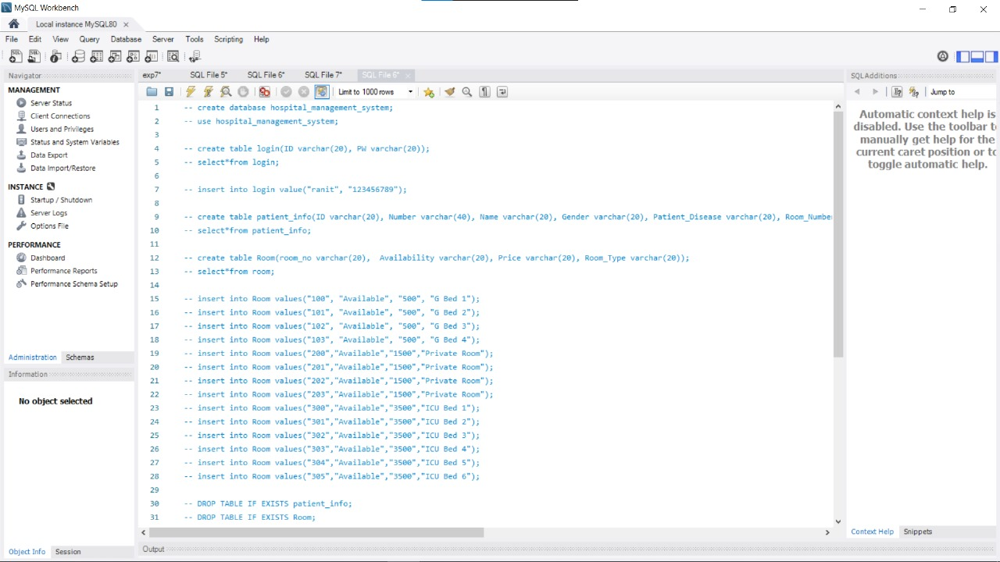 MySQL Workbench
Local instance MySQL80
File Edit View Query Database Server Tools Scripting Help
Navigator
MANAGEMENT
Server Status
Client Connections
Users and Privileges
Status and System Variables
Data Export
Data Import/Restore
INSTANCE
Startup / Shutdown
Server Logs
Options File
PERFORMANCE
Dashboard
Performance Reports
Performance Schema Setup
Administration Schemas
Information
No object selected
Object Info Session
exp7* SQL File 5* SQL File 6* SQL File 7* SQL File 6*
Limit to 1000 rows
1 -- create database hospital_management_system;
2 -- use hospital_management_system;
3
4 -- create table login(ID varchar(20), PW varchar(20));
5 -- select*from login;
6
7 -- insert into login value("ranit", "123456789");
8
9 -- create table patient_info(ID varchar(20), Number varchar(40), Name varchar(20), Gender varchar(20), Patient_Disease varchar(20), Room_Number
10 -- select*from patient_info;
11
12 -- create table Room(room_no varchar(20),  Availability varchar(20), Price varchar(20), Room_Type varchar(20));
13 -- select*from room;
14
15 -- insert into Room values("100", "Available", "500", "G Bed 1");
16 -- insert into Room values("101", "Available", "500", "G Bed 2");
17 -- insert into Room values("102", "Available", "500", "G Bed 3");
18 -- insert into Room values("103", "Available", "500", "G Bed 4");
19 -- insert into Room values("200","Available","1500","Private Room");
20 -- insert into Room values("201","Available","1500","Private Room");
21 -- insert into Room values("202","Available","1500","Private Room");
22 -- insert into Room values("203","Available","1500","Private Room");
23 -- insert into Room values("300","Available","3500","ICU Bed 1");
24 -- insert into Room values("301","Available","3500","ICU Bed 2");
25 -- insert into Room values("302","Available","3500","ICU Bed 3");
26 -- insert into Room values("303","Available","3500","ICU Bed 4");
27 -- insert into Room values("304","Available","3500","ICU Bed 5");
28 -- insert into Room values("305","Available","3500","ICU Bed 6");
29
30 -- DROP TABLE IF EXISTS patient_info;
31 -- DROP TABLE IF EXISTS Room;
Output
SQLAdditions
Jump to
Automatic context help is
disabled. Use the toolbar t
manually get help for the
current caret position or to
toggle automatic help.
Context Help Snippets